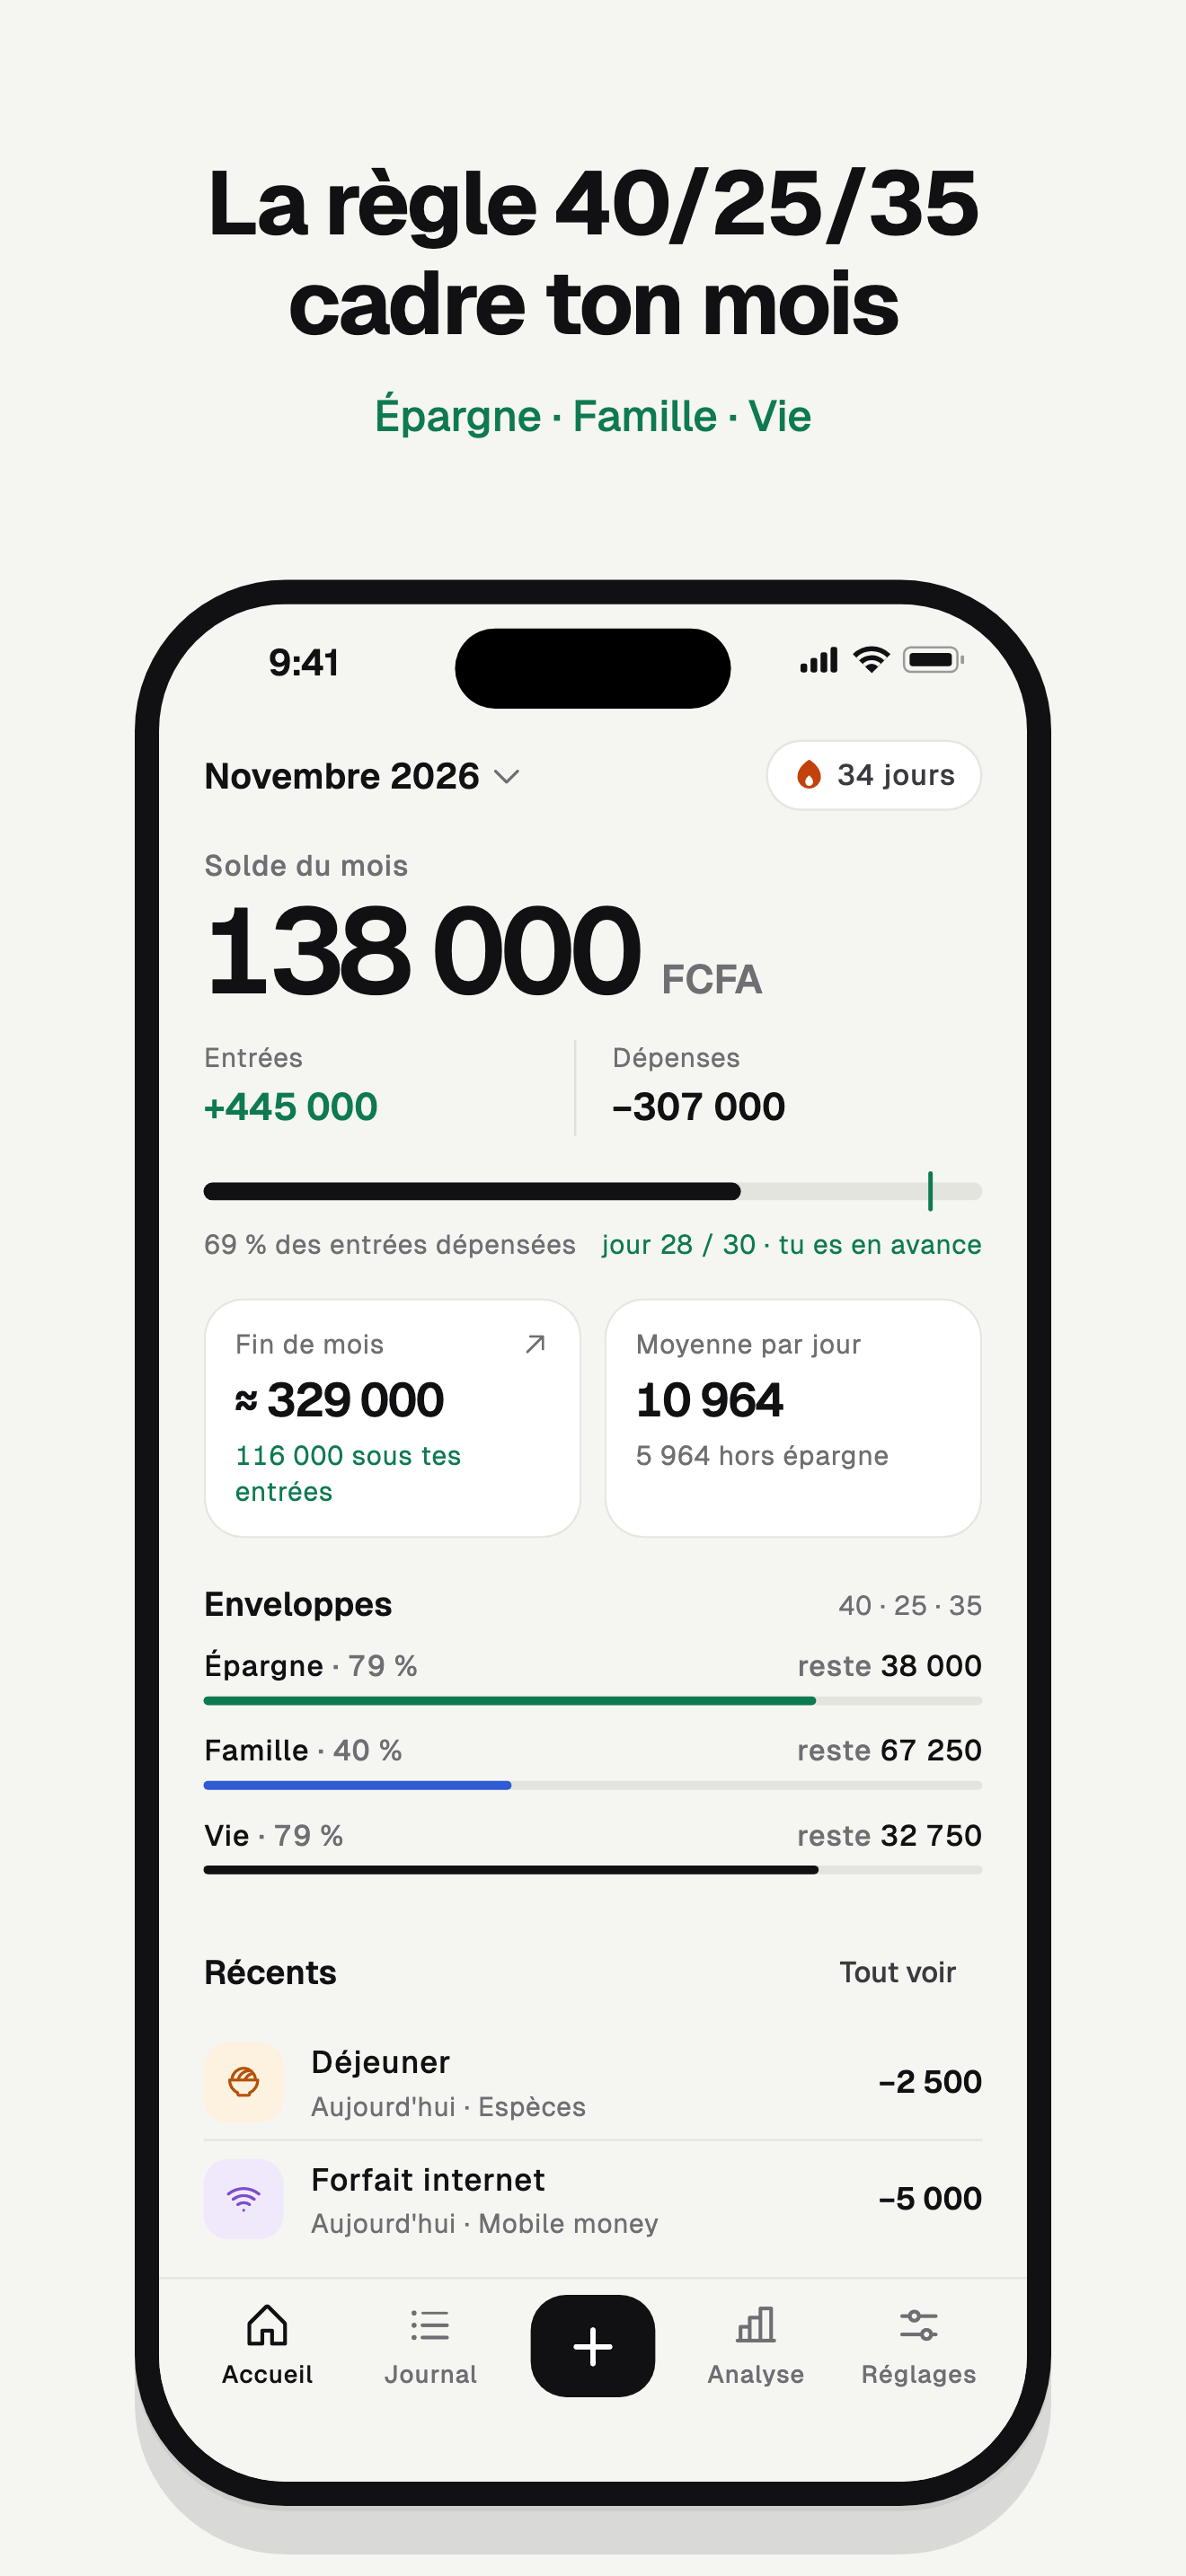 La règle 40/25/35
cadre ton mois
Épargne · Famille · Vie
9:41
Novembre 2026
34 jours
Solde du mois
138 000 FCFA
Entrées
+445 000
Dépenses
−307 000
69 % des entrées dépensées
jour 28 / 30 · tu es en avance
Fin de mois
≈ 329 000
116 000 sous tes
entrées
Moyenne par jour
10 964
5 964 hors épargne
Enveloppes
40 · 25 · 35
Épargne · 79 %
reste 38 000
Famille · 40 %
reste 67 250
Vie · 79 %
reste 32 750
Récents
Tout voir
Déjeuner
Aujourd'hui · Espèces
−2 500
Forfait internet
Aujourd'hui · Mobile money
−5 000
Accueil
Journal
Analyse
Réglages